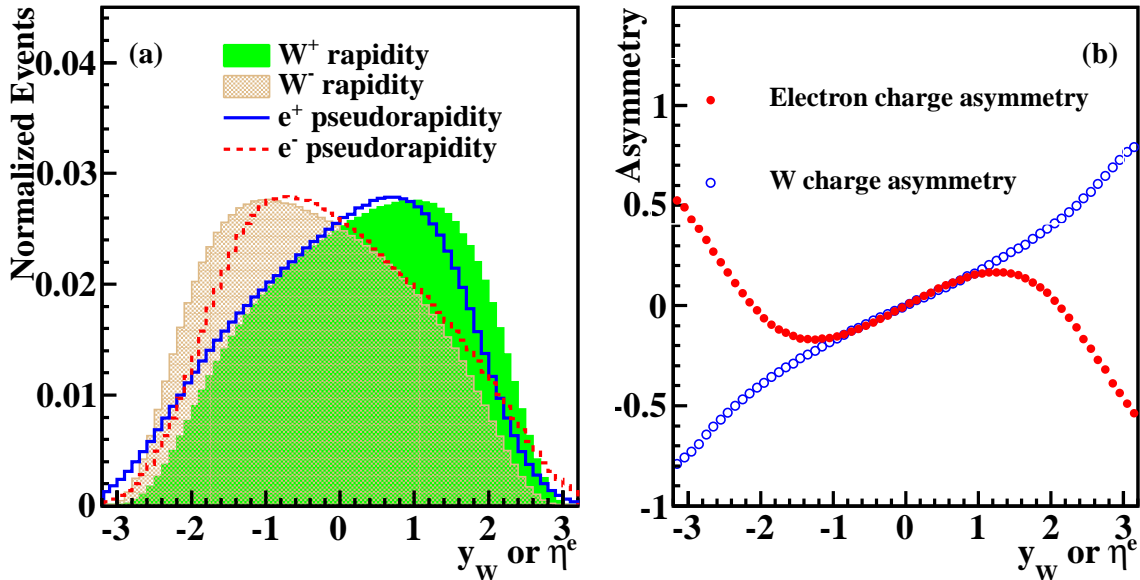 (a)
W+ rapidity
W- rapidity
e+ pseudorapidity
e- pseudorapidity
Normalized Events
0.04
0.03
0.02
0.01
0
-3 -2 -1 0 1 2 3
yW or ηe
(b)
Electron charge asymmetry
W charge asymmetry
Asymmetry
1
0.5
0
-0.5
-1
-3 -2 -1 0 1 2 3
yW or ηe